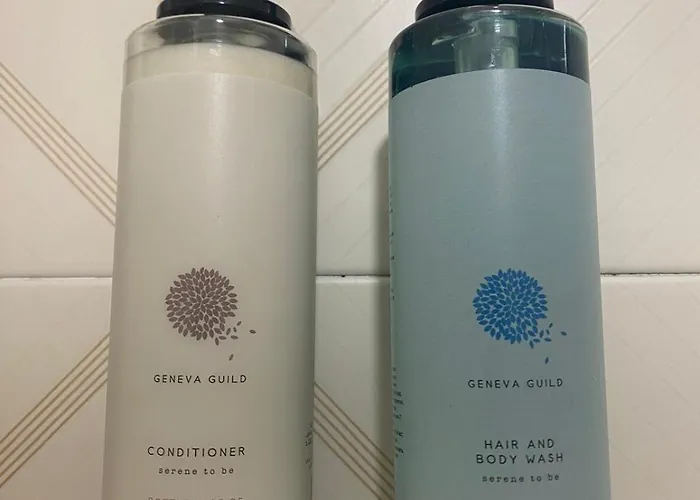 GENEVA GUILD
CONDITIONER
serene to be
GENEVA GUILD
HAIR AND
BODY WASH
serene to be